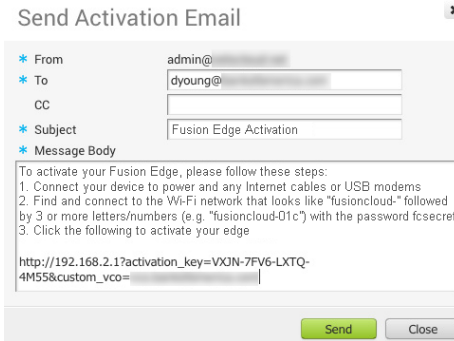 Send Activation Email
x
* From admin@
* To dyoung@
CC
* Subject Fusion Edge Activation
* Message Body
To activate your Fusion Edge, please follow these steps:
1. Connect your device to power and any Internet cables or USB modems
2. Find and connect to the Wi-Fi network that looks like "fusioncloud-" followed
by 3 or more letters/numbers (e.g. "fusioncloud-01c") with the password fcsecret
3. Click the following to activate your edge
http://192.168.2.1?activation_key=VXJN-7FV6-LXTQ-
4M55&custom_vco=
Send Close